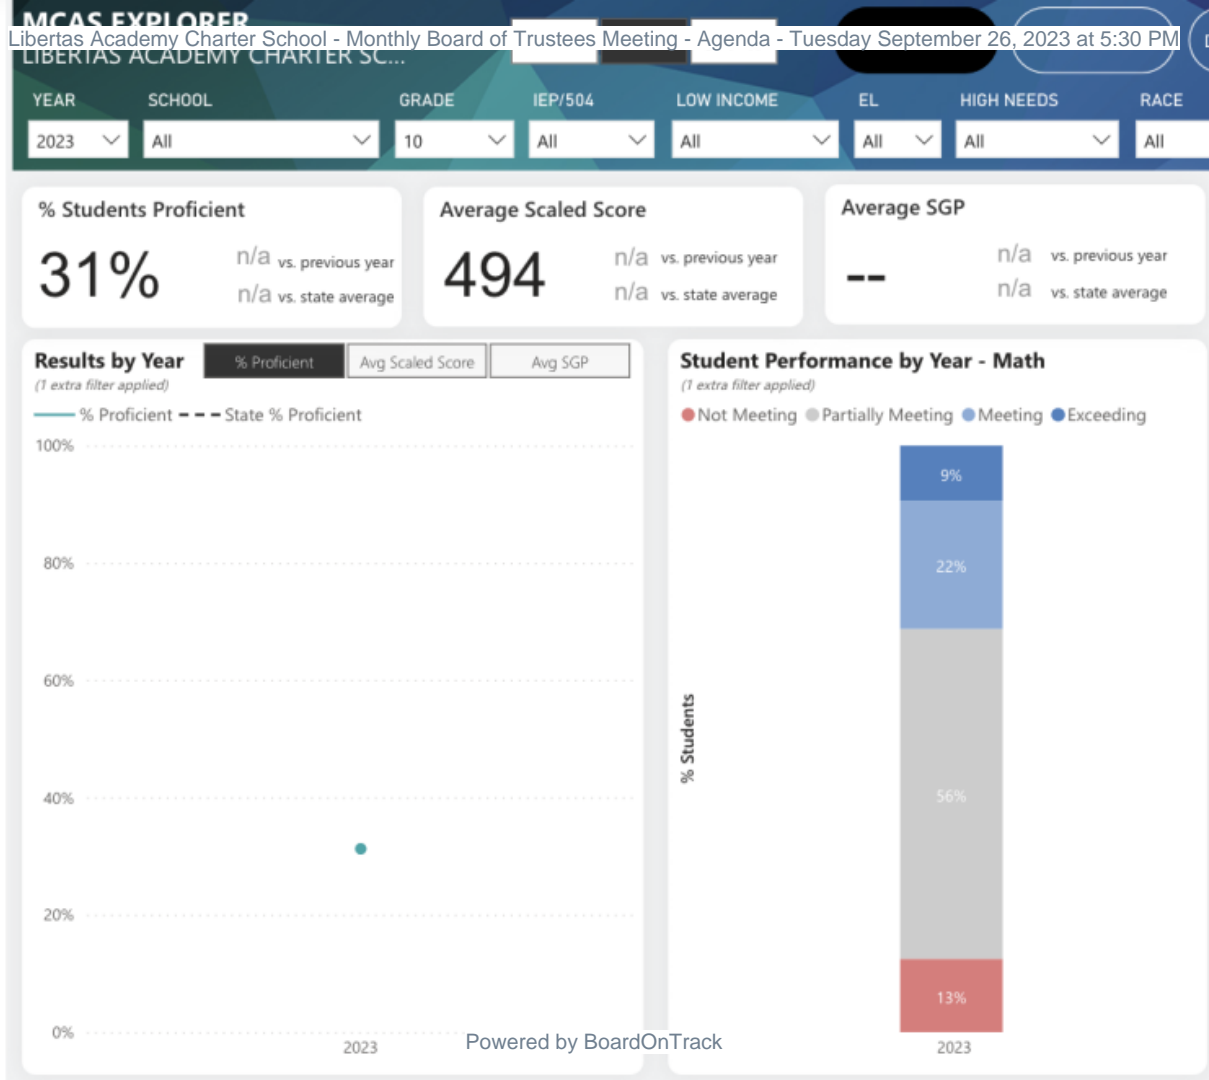 MCAS EXPLORER
Libertas Academy Charter School - Monthly Board of Trustees Meeting - Agenda - Tuesday September 26, 2023 at 5:30 PM
LIBERTAS ACADEMY CHARTER SC...
YEAR SCHOOL GRADE IEP/504 LOW INCOME EL HIGH NEEDS RACE
2023 All 10 All All All All All
% Students Proficient
31%
n/a vs. previous year
n/a vs. state average
Average Scaled Score
494
n/a vs. previous year
n/a vs. state average
Average SGP
--
n/a vs. previous year
n/a vs. state average
Results by Year % Proficient Avg Scaled Score Avg SGP
(1 extra filter applied)
% Proficient State % Proficient
100%
80%
60%
40%
20%
0%
2023
Student Performance by Year - Math
(1 extra filter applied)
Not Meeting Partially Meeting Meeting Exceeding
% Students
9%
22%
56%
13%
2023
Powered by BoardOnTrack